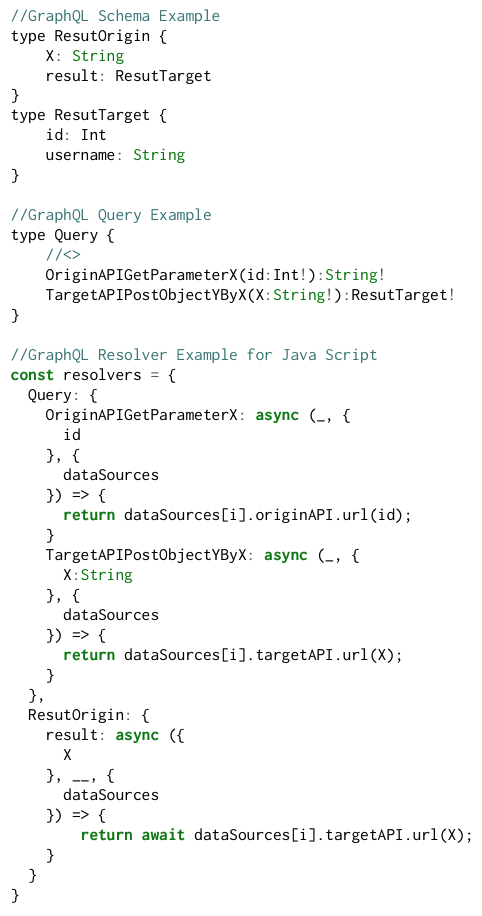 //GraphQL Schema Example
type ResutOrigin {
    X: String
    result: ResutTarget
}
type ResutTarget {
    id: Int
    username: String
}

//GraphQL Query Example
type Query {
    //<>
    OriginAPIGetParameterX(id:Int!):String!
    TargetAPIPostObjectYByX(X:String!):ResutTarget!
}

//GraphQL Resolver Example for Java Script
const resolvers = {
  Query: {
    OriginAPIGetParameterX: async (_, {
      id
    }, {
      dataSources
    }) => {
      return dataSources[i].originAPI.url(id);
    }
    TargetAPIPostObjectYByX: async (_, {
      X:String
    }, {
      dataSources
    }) => {
      return dataSources[i].targetAPI.url(X);
    }
  },
  ResutOrigin: {
    result: async ({
      X
    }, __, {
      dataSources
    }) => {
        return await dataSources[i].targetAPI.url(X);
    }
  }
}